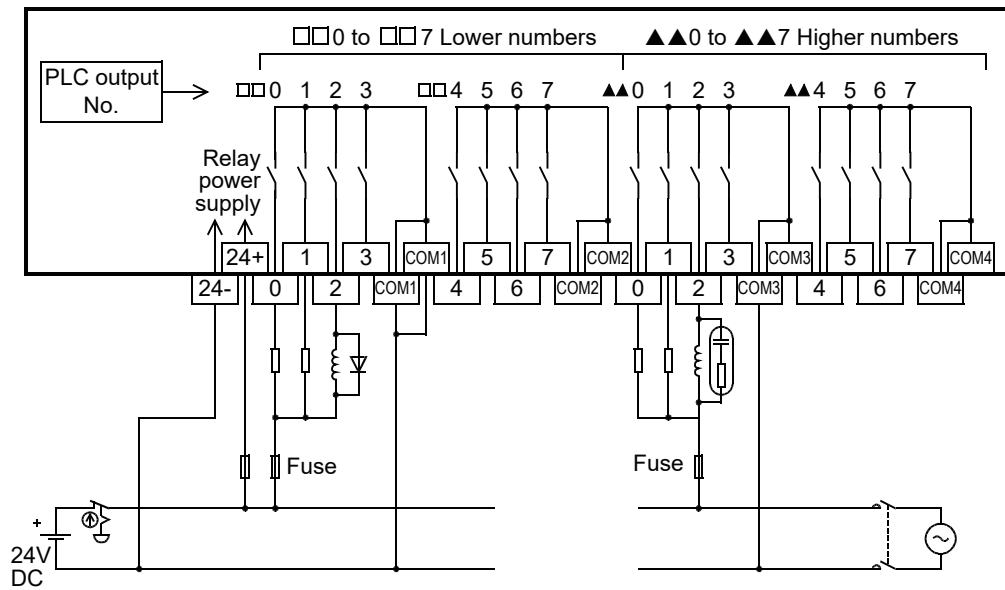 □□0 to □□7 Lower numbers ▲▲0 to ▲▲7 Higher numbers
PLC output
No.
□□0 1 2 3 □□4 5 6 7 ▲▲0 1 2 3 ▲▲4 5 6 7
Relay
power
supply
24+ 1 3 COM1 5 7 COM2 1 3 COM3 5 7 COM4
24- 0 2 COM1 4 6 COM2 0 2 COM3 4 6 COM4
Fuse Fuse
+
24V
DC